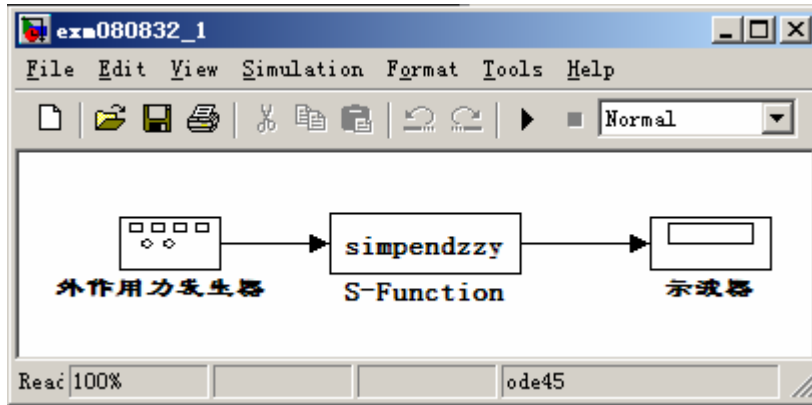 exm080832_1
File Edit View Simulation Format Tools Help
Normal
simpendzzy
外作用力发生器 S-Function 示波器
Read 100% ode45